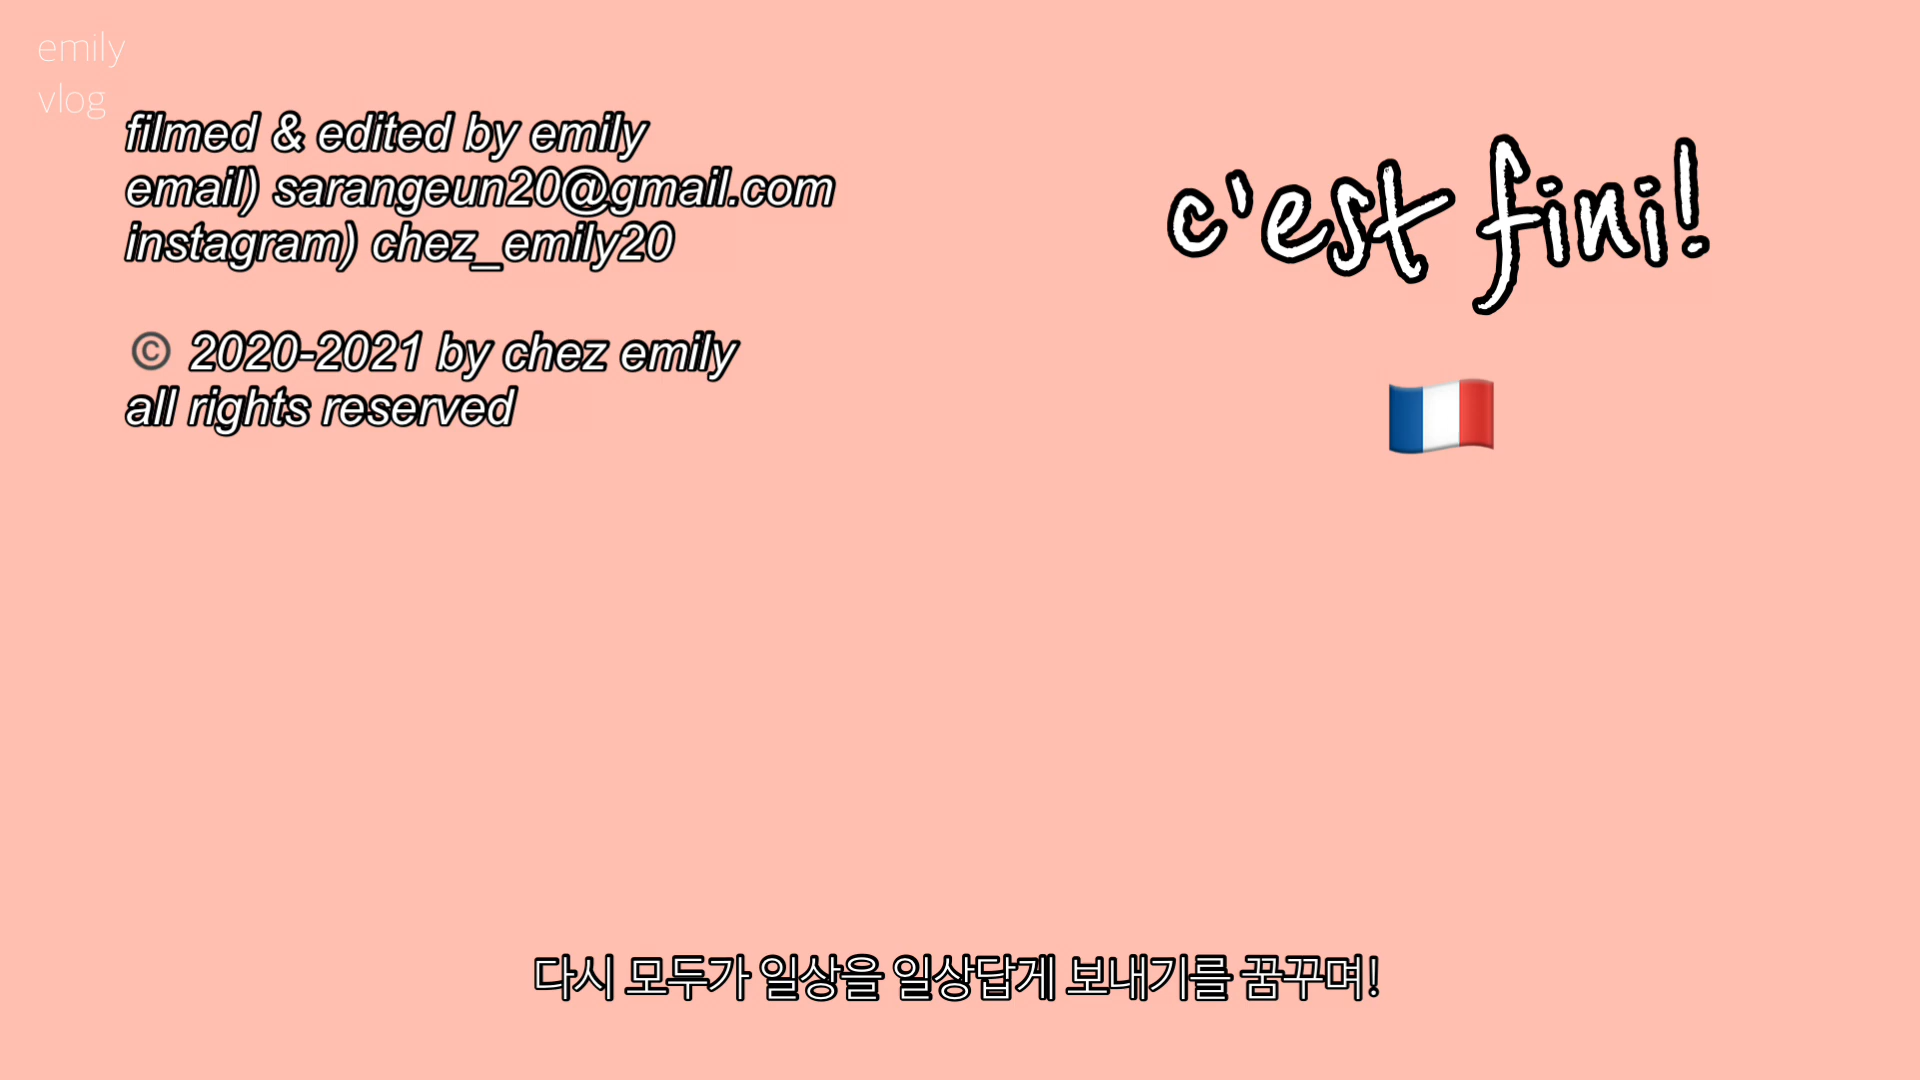 emily
vlog
filmed & edited by emily
email) sarangeun20@gmail.com
instagram) chez_emily20
© 2020-2021 by chez emily
all rights reserved
c'est fini!
다시 모두가 일상을 일상답게 보내기를 꿈꾸며!